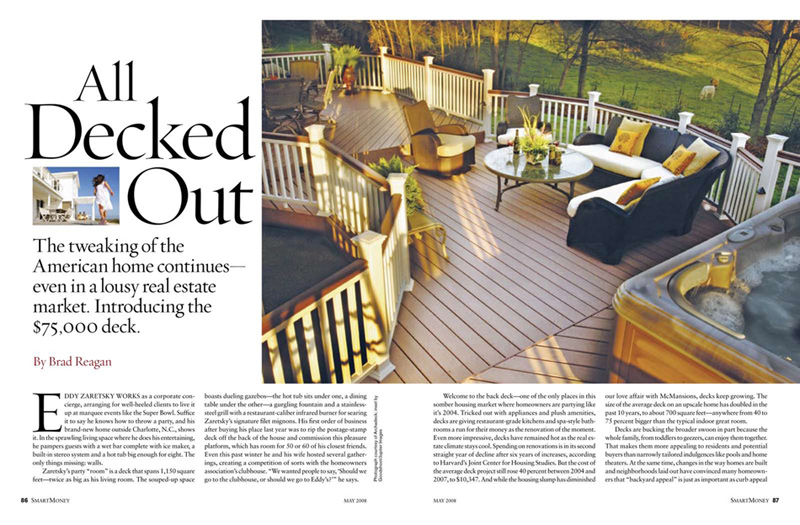 All
Decked
Out
The tweaking of the
American home continues—
even in a lousy real estate
market. Introducing the
$75,000 deck.
By Brad Reagan
EDDY ZARETSKY WORKS as a corporate con-
cierge, arranging for well-heeled clients to live it
up at marquee events like the Super Bowl. Suffice
it to say he knows how to throw a party, and his
brand-new home outside Charlotte, N.C., shows
it. In the sprawling living space where he does his entertaining,
he pampers guests with a wet bar complete with ice maker, a
built-in stereo system and a hot tub big enough for eight. The
only things missing: walls.
Zaretsky's party "room" is a deck that spans 1,150 square
feet—twice as big as his living room. The souped-up space
boasts dueling gazebos—the hot tub sits under one, a dining
table under the other—a gargling fountain and a stainless-
steel grill with a restaurant-caliber infrared burner for searing
Zaretsky's signature filet mignons. His first order of business
after buying his place last year was to rip the postage-stamp
deck off the back of the house and commission this pleasure
platform, which has room for 50 or 60 of his closest friends.
Even this past winter he and his wife hosted several gather-
ings, creating a competition of sorts with the homeowners
association's clubhouse. "We wanted people to say, 'Should we
go to the clubhouse, or should we go to Eddy's?'" he says.
Photograph courtesy of Archadeck; inset by
Images
Welcome to the back deck—one of the only places in this
somber housing market where homeowners are partying like
it's 2004. Tricked out with appliances and plush amenities,
decks are giving restaurant-grade kitchens and spa-style bath-
rooms a run for their money as the renovation of the moment.
Even more impressive, decks have remained hot as the real es-
tate climate stays cool. Spending on renovations is in its second
straight year of decline after six years of increases, according
to Harvard's Joint Center for Housing Studies. But the cost of
the average deck project still rose 40 percent between 2004 and
2007, to $10,347. And while the housing slump has diminished
our love affair with McMansions, decks keep growing. The
size of the average deck on an upscale home has doubled in the
past 10 years, to about 700 square feet—anywhere from 40 to
75 percent bigger than the typical indoor great room.
Decks are bucking the broader swoon in part because the
whole family, from toddlers to geezers, can enjoy them together.
That makes them more appealing to residents and potential
buyers than narrowly tailored indulgences like pools and home
theaters. At the same time, changes in the way homes are built
and neighborhoods laid out have convinced many homeown-
ers that "backyard appeal" is just as important as curb appeal
86 SMARTMONEY
MAY 2008
MAY 2008
SMARTMONEY 87